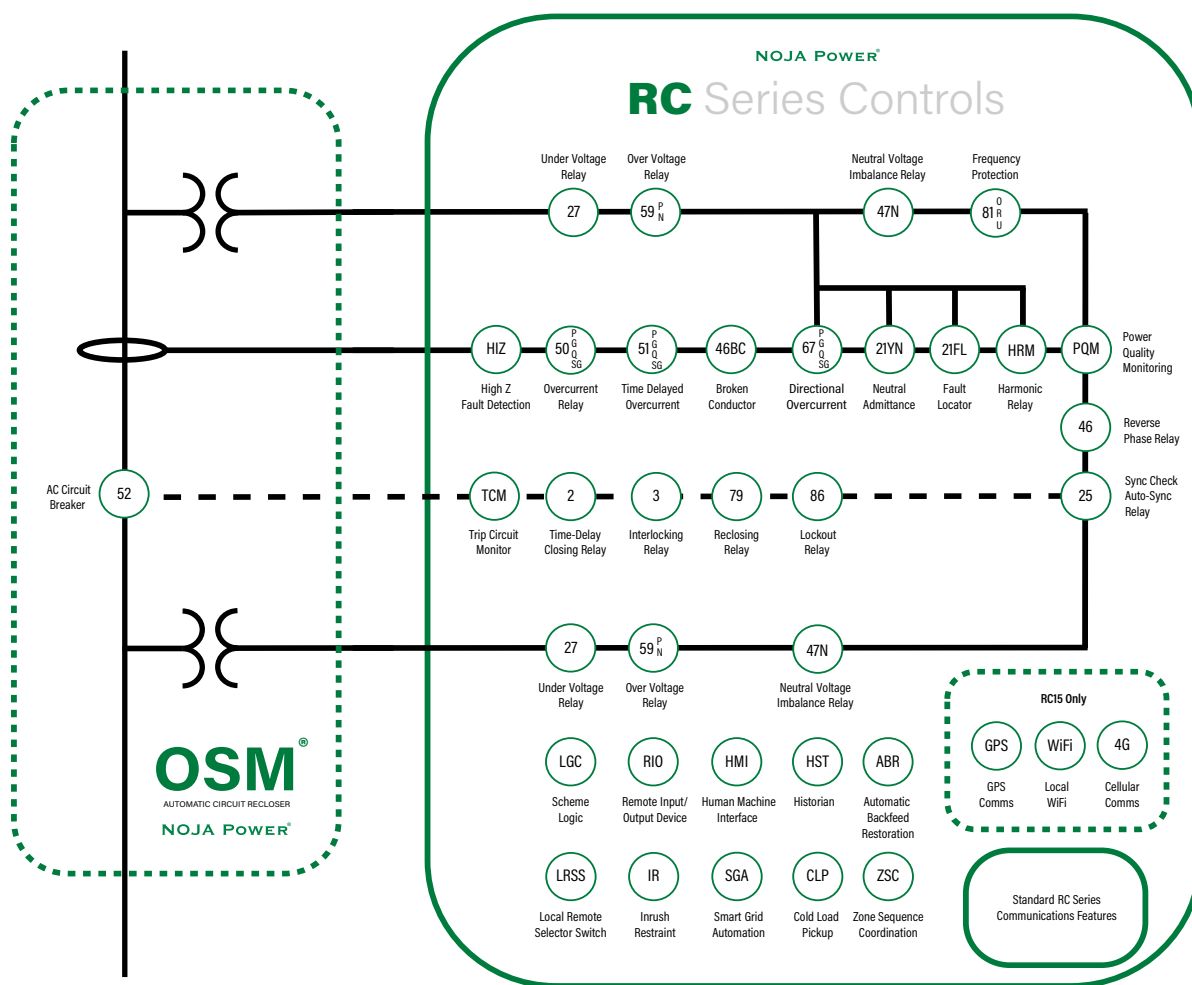 NOJA POWER®
RC Series Controls
Under Voltage
Relay
Over Voltage
Relay
Neutral Voltage
Imbalance Relay
Frequency
Protection
27
59 P
N
47N
81 O
R
U
HIZ
50 P
G
Q
SG
51 P
G
Q
SG
46BC
67 P
G
Q
SG
21YN
21FL
HRM
PQM
Power
Quality
Monitoring
High Z
Fault Detection
Overcurrent
Relay
Time Delayed
Overcurrent
Broken
Conductor
Directional
Overcurrent
Neutral
Admittance
Fault
Locator
Harmonic
Relay
46
Reverse
Phase Relay
AC Circuit
Breaker
52
TCM
2
3
79
86
25
Sync Check
Auto-Sync
Relay
Trip Circuit
Monitor
Time-Delay
Closing Relay
Interlocking
Relay
Reclosing
Relay
Lockout
Relay
27
59 P
N
47N
Under Voltage
Relay
Over Voltage
Relay
Neutral Voltage
Imbalance Relay
OSM®
AUTOMATIC CIRCUIT RECLOSER
NOJA POWER®
RC15 Only
GPS
WiFi
4G
GPS
Comms
Local
WiFi
Cellular
Comms
LGC
RIO
HMI
HST
ABR
Scheme
Logic
Remote Input/
Output Device
Human Machine
Interface
Historian
Automatic
Backfeed
Restoration
LRSS
IR
SGA
CLP
ZSC
Local Remote
Selector Switch
Inrush
Restraint
Smart Grid
Automation
Cold Load
Pickup
Zone Sequence
Coordination
Standard RC Series
Communications Features